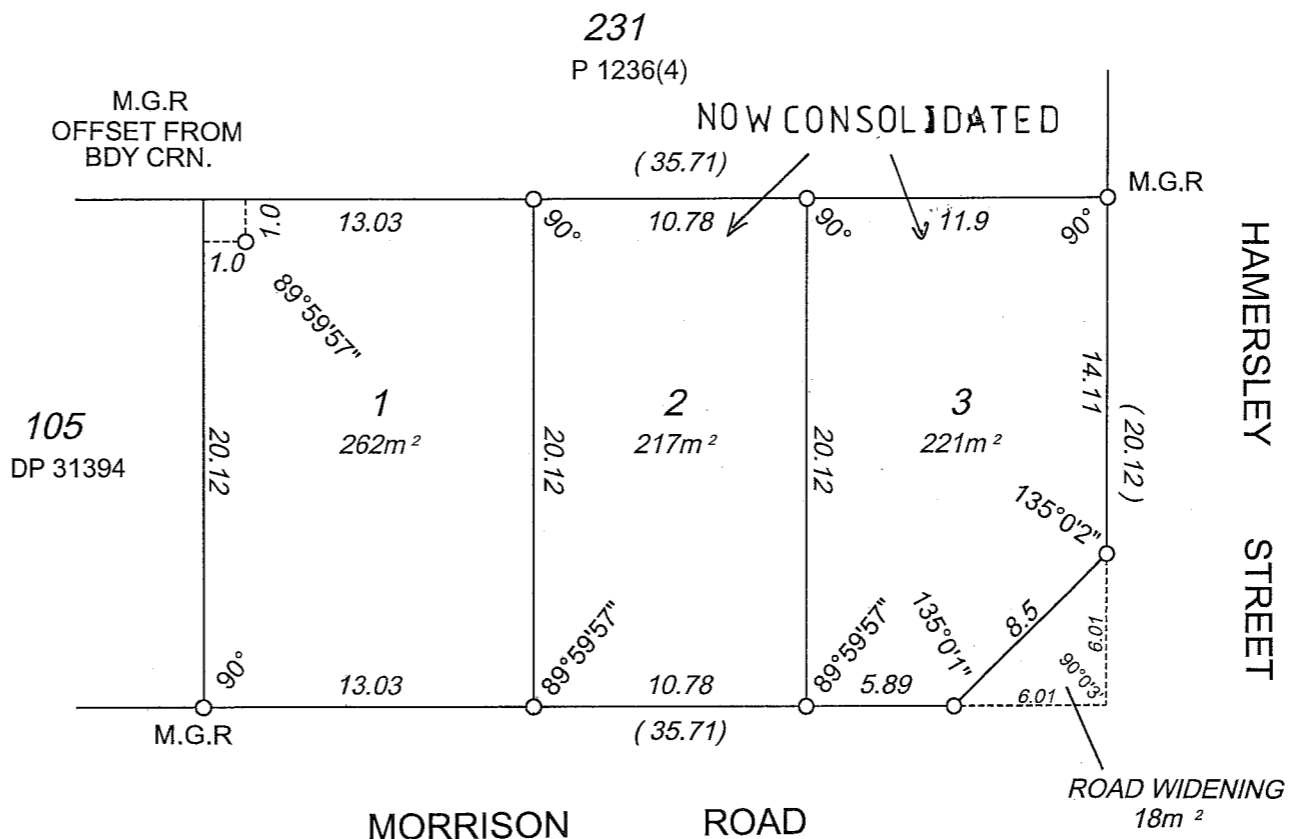 231
P 1236(4)
M.G.R
OFFSET FROM
BDY CRN.
NOW CONSOLIDATED
(35.71)
M.G.R
1.0
13.03
90°
10.78
90°
11.9
90°
1.0
89°59'57"
HAMERSLEY STREET
14.11
(20.12)
105
DP 31394
20.12
1
262m²
20.12
2
217m²
20.12
3
221m²
135°0'2"
8.5
135°0'1"
6.01
90°0'3"
90°
13.03
89°59'57"
10.78
89°59'57"
5.89
6.01
M.G.R
(35.71)
ROAD WIDENING
18m²
MORRISON ROAD